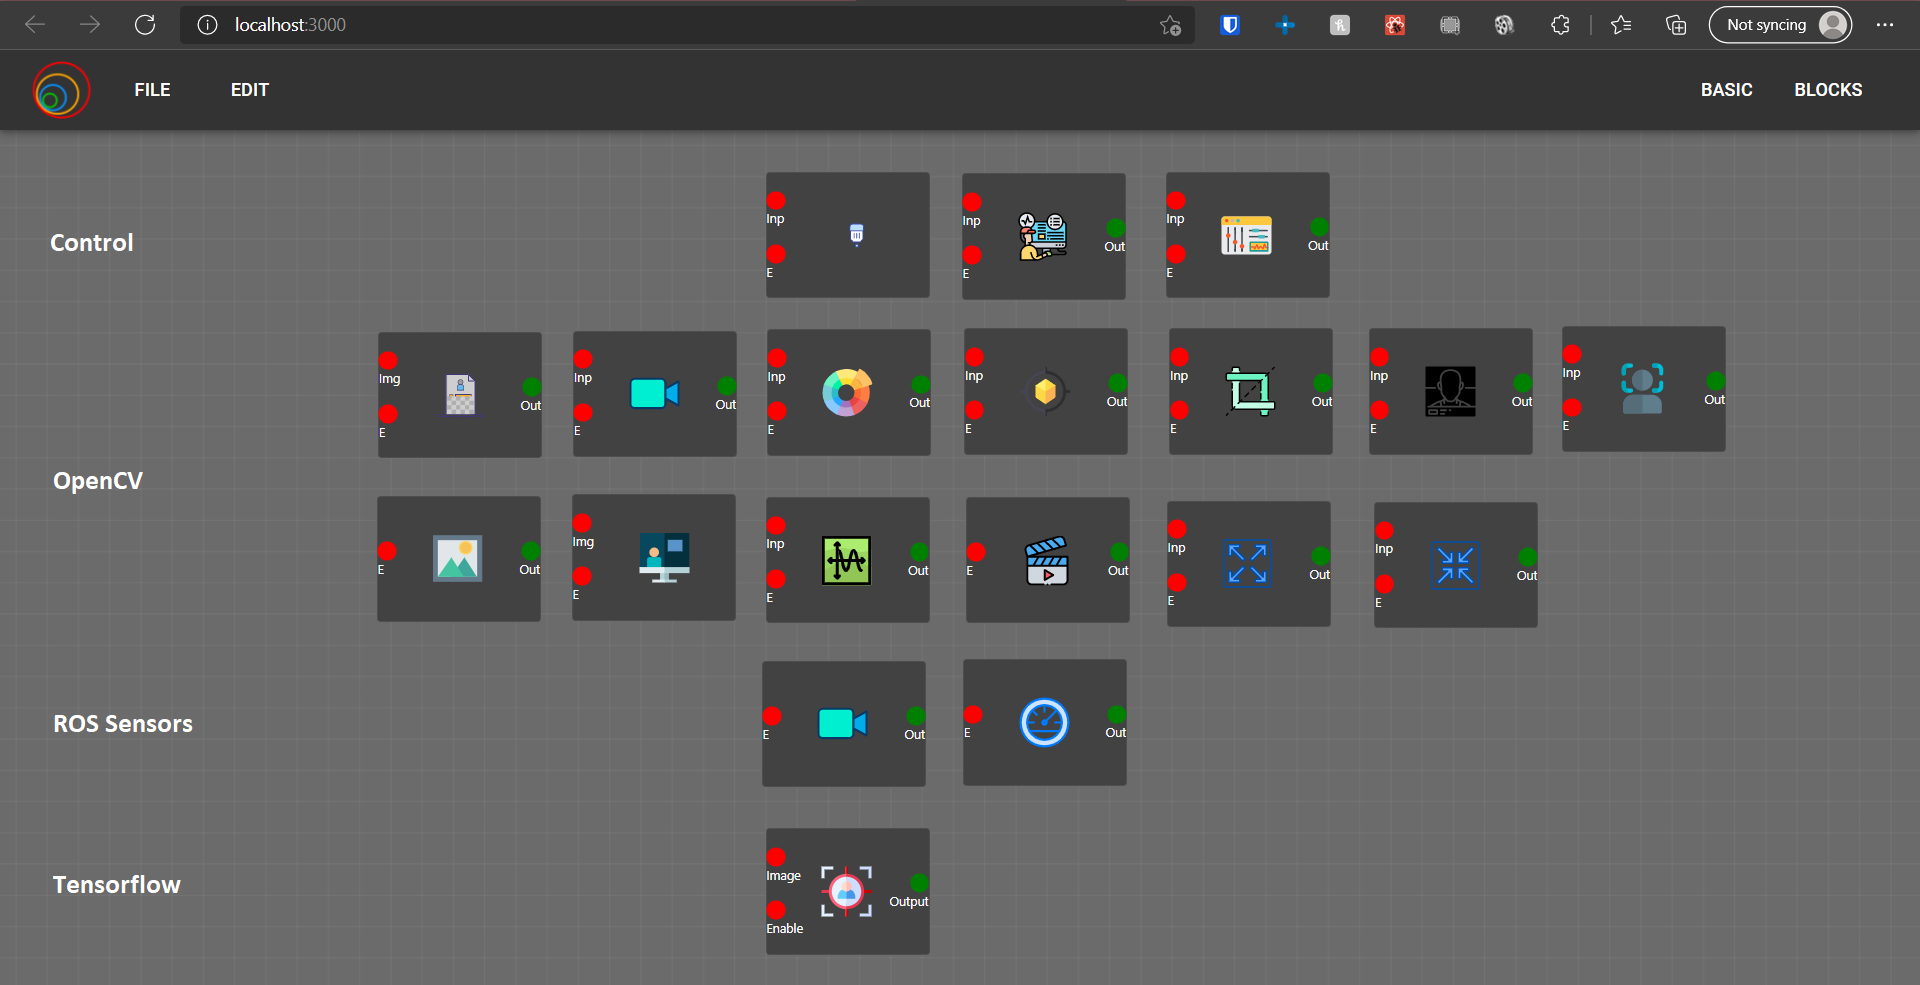 localhost:3000
Not syncing
FILE EDIT BASIC BLOCKS
Control
Inp E
Inp E Out
Inp E Out
OpenCV
Img E Out
Inp E Out
Inp E Out
Inp E Out
Inp E Out
Inp E Out
Inp E Out
E Out
Img E
Inp E Out
E Out
Inp E Out
Inp E Out
ROS Sensors
E Out
E Out
Tensorflow
Image
Enable
Output